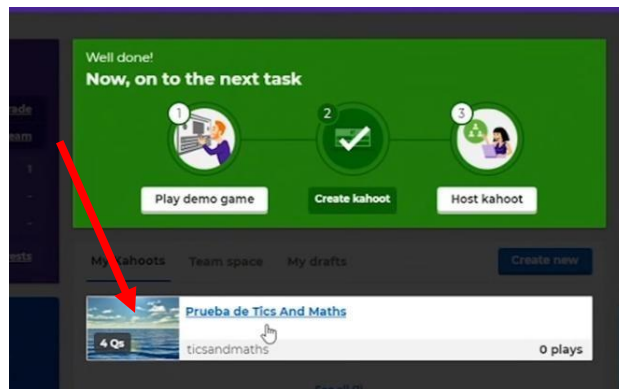 Well done!
Now, on to the next task
1
2
3
Play demo game
Create kahoot
Host kahoot
My Kahoots
Team space
My drafts
Create new
Prueba de Tics And Maths
4 Qs
ticsandmaths
0 plays